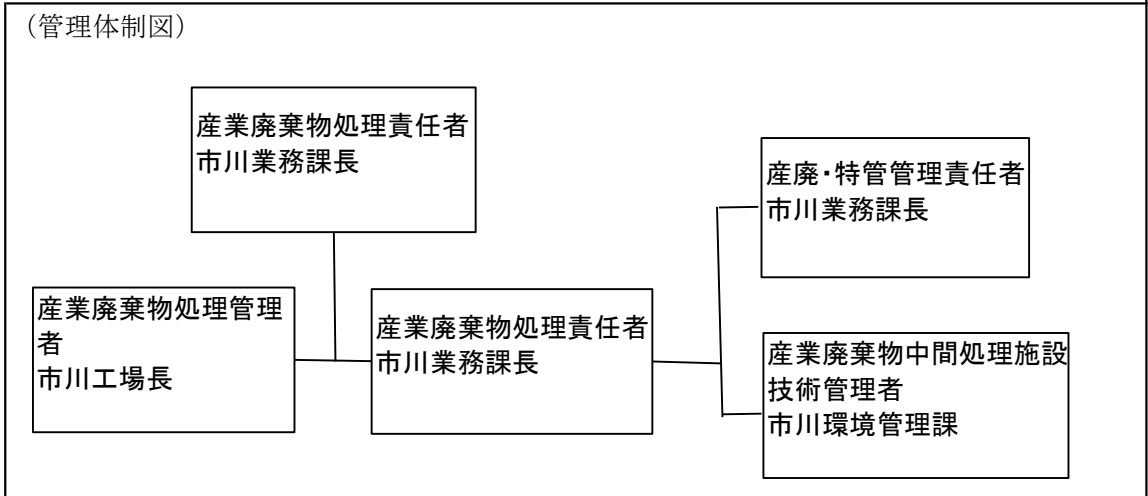 （管理体制図）
産業廃棄物処理責任者
市川業務課長
産廃・特管管理責任者
市川業務課長
産業廃棄物処理管理
者
市川工場長
産業廃棄物処理責任者
市川業務課長
産業廃棄物中間処理施設
技術管理者
市川環境管理課